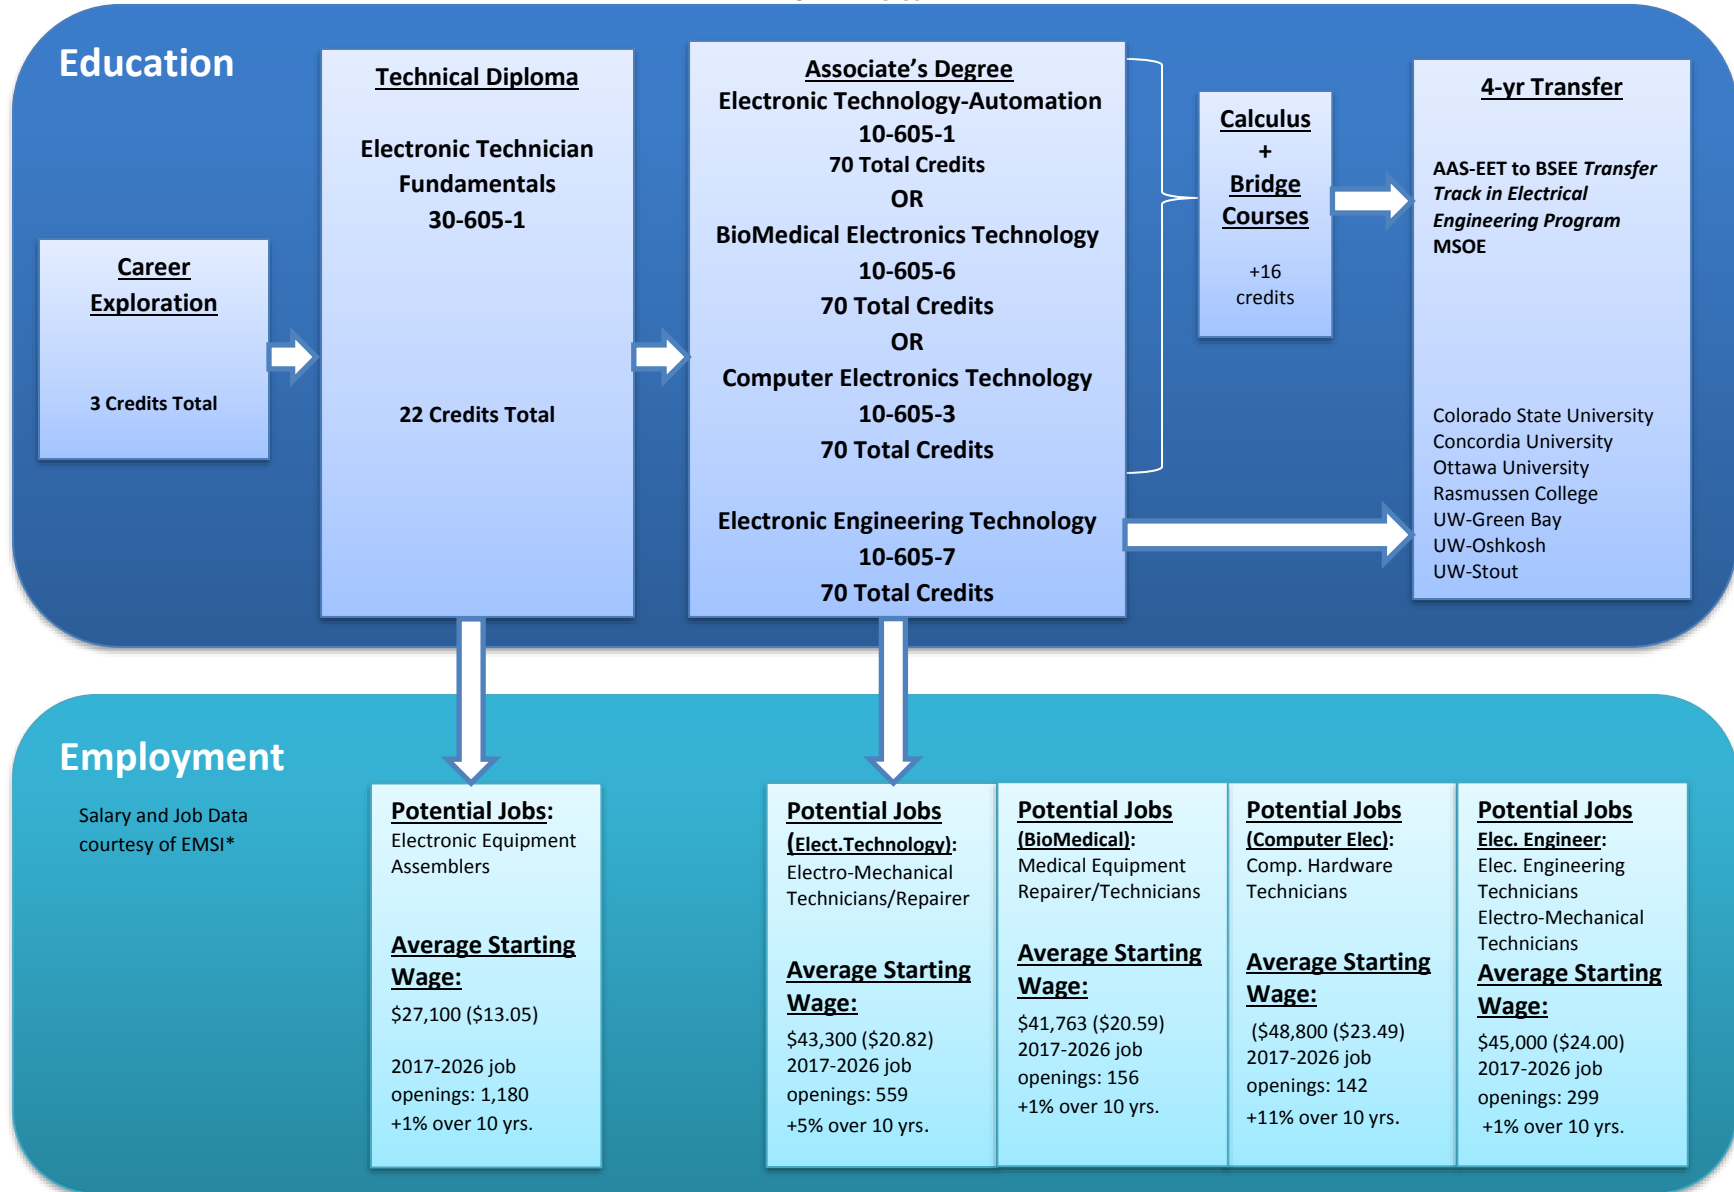 Education
Career
Exploration
3 Credits Total
Technical Diploma
Electronic Technician
Fundamentals
30-605-1
22 Credits Total
Associate’s Degree
Electronic Technology-Automation
10-605-1
70 Total Credits
OR
BioMedical Electronics Technology
10-605-6
70 Total Credits
OR
Computer Electronics Technology
10-605-3
70 Total Credits
Electronic Engineering Technology
10-605-7
70 Total Credits
Calculus
+
Bridge
Courses
+16
credits
4-yr Transfer
AAS-EET to BSEE Transfer
Track in Electrical
Engineering Program
MSOE
Colorado State University
Concordia University
Ottawa University
Rasmussen College
UW-Green Bay
UW-Oshkosh
UW-Stout
Employment
Salary and Job Data
courtesy of EMSI*
Potential Jobs:
Electronic Equipment
Assemblers
Average Starting
Wage:
$27,100 ($13.05)
2017-2026 job
openings: 1,180
+1% over 10 yrs.
Potential Jobs
(Elect.Technology):
Electro-Mechanical
Technicians/Repairer
Average Starting
Wage:
$43,300 ($20.82)
2017-2026 job
openings: 559
+5% over 10 yrs.
Potential Jobs
(BioMedical):
Medical Equipment
Repairer/Technicians
Average Starting
Wage:
$41,763 ($20.59)
2017-2026 job
openings: 156
+1% over 10 yrs.
Potential Jobs
(Computer Elec):
Comp. Hardware
Technicians
Average Starting
Wage:
($48,800 ($23.49)
2017-2026 job
openings: 142
+11% over 10 yrs.
Potential Jobs
Elec. Engineer:
Elec. Engineering
Technicians
Electro-Mechanical
Technicians
Average Starting
Wage:
$45,000 ($24.00)
2017-2026 job
openings: 299
+1% over 10 yrs.